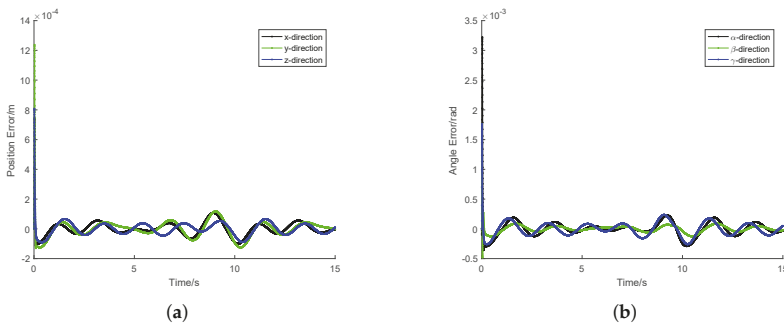 ×10⁻⁴
14
12
10
8
6
4
2
0
-2
Position Error/m
0
5
10
15
Time/s
x-direction
y-direction
z-direction
(a)
×10⁻³
3.5
3
2.5
2
1.5
1
0.5
0
-0.5
Angle Error/rad
0
5
10
15
Time/s
α-direction
β-direction
γ-direction
(b)